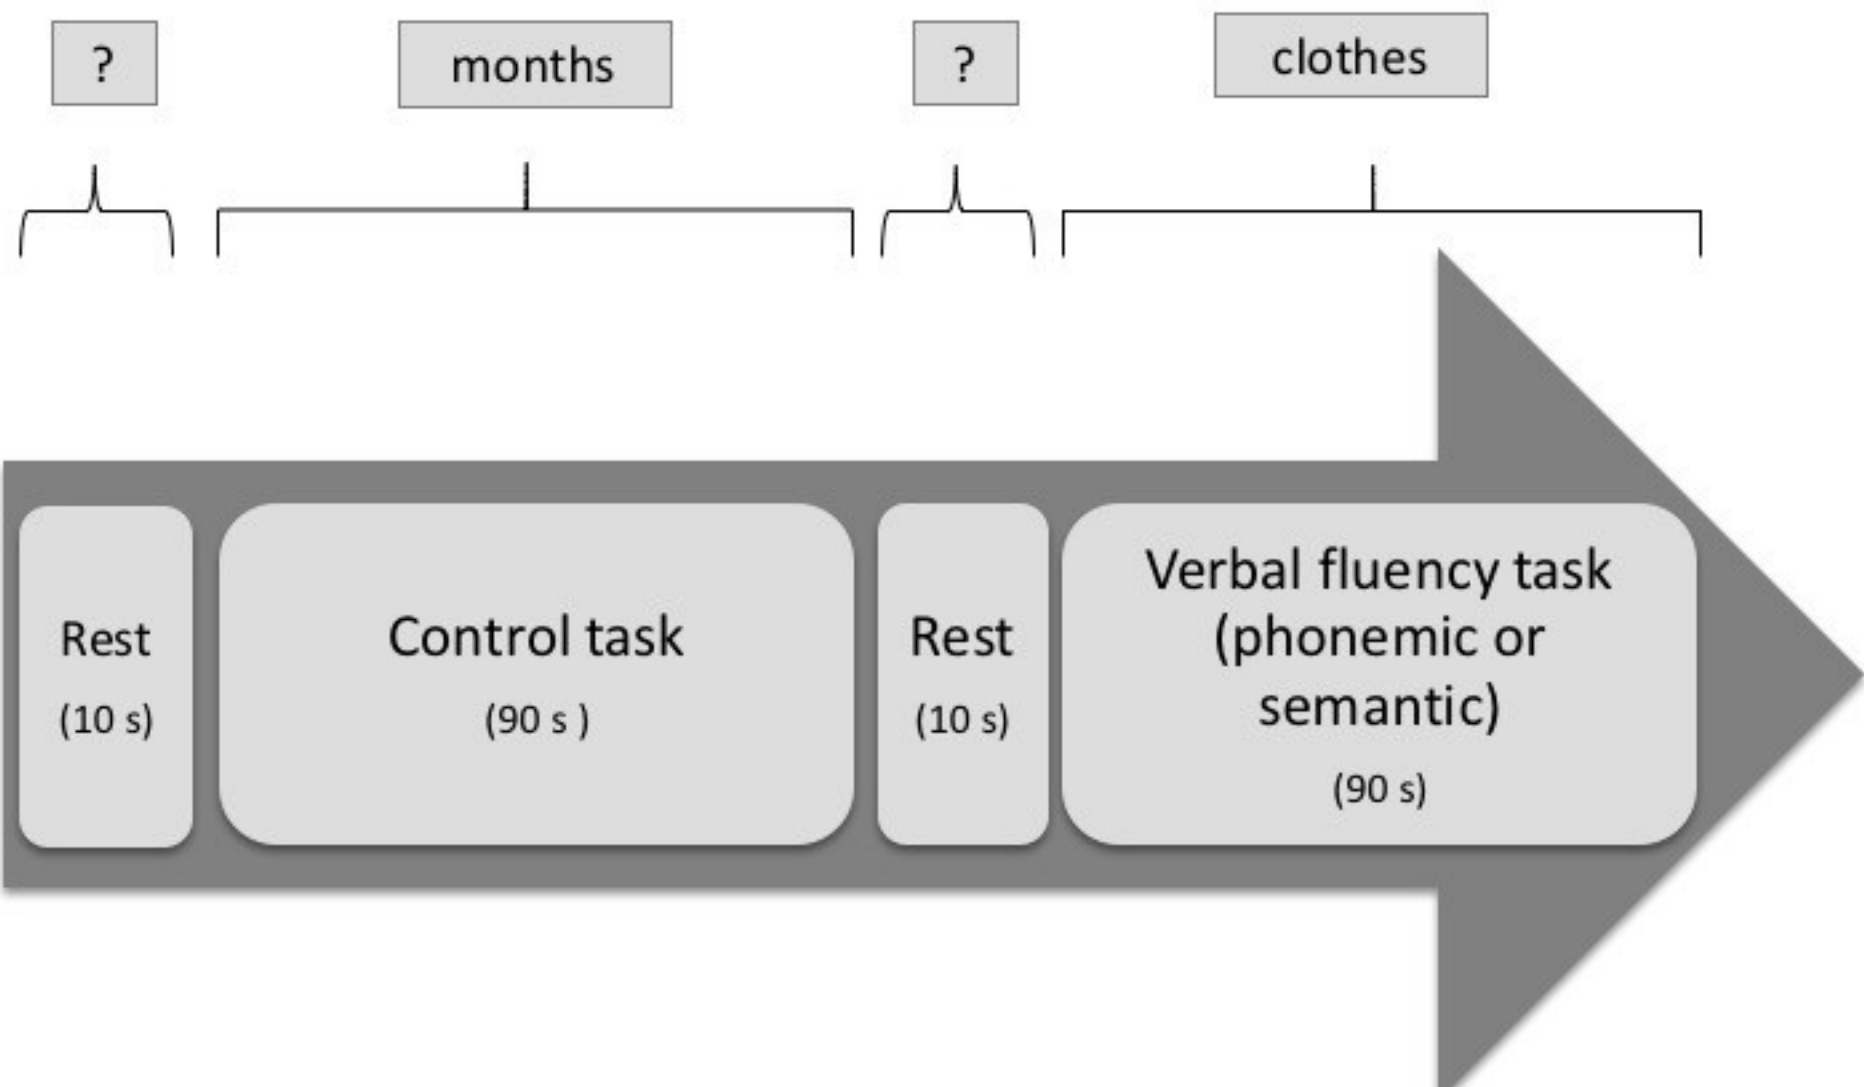 ?
months
?
clothes
Rest
(10 s)
Control task
(90 s )
Rest
(10 s)
Verbal fluency task
(phonemic or
semantic)
(90 s)